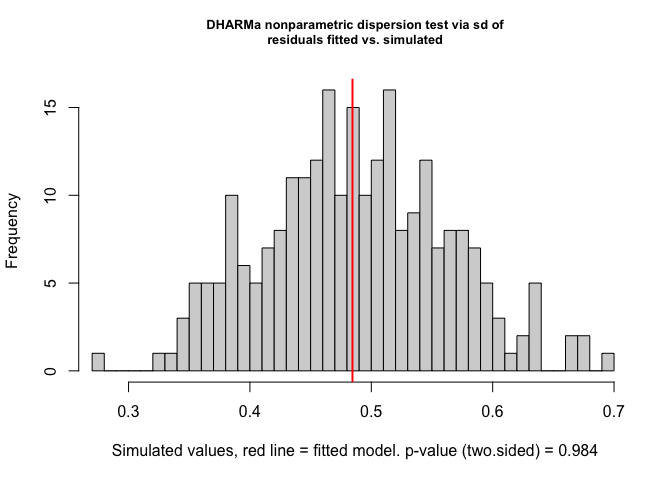 DHARMa nonparametric dispersion test via sd of
residuals fitted vs. simulated
Frequency
15
10
5
0
0.3 0.4 0.5 0.6 0.7
Simulated values, red line = fitted model. p-value (two.sided) = 0.984